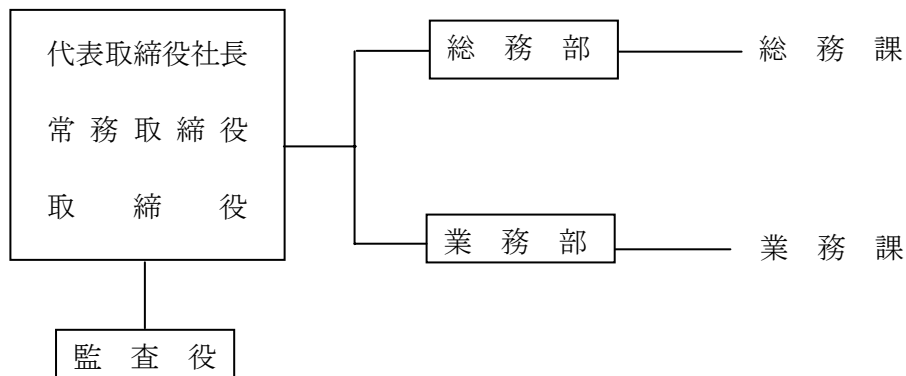 代表取締役社長
常務取締役
取締役
監査役
総務部
総務課
業務部
業務課